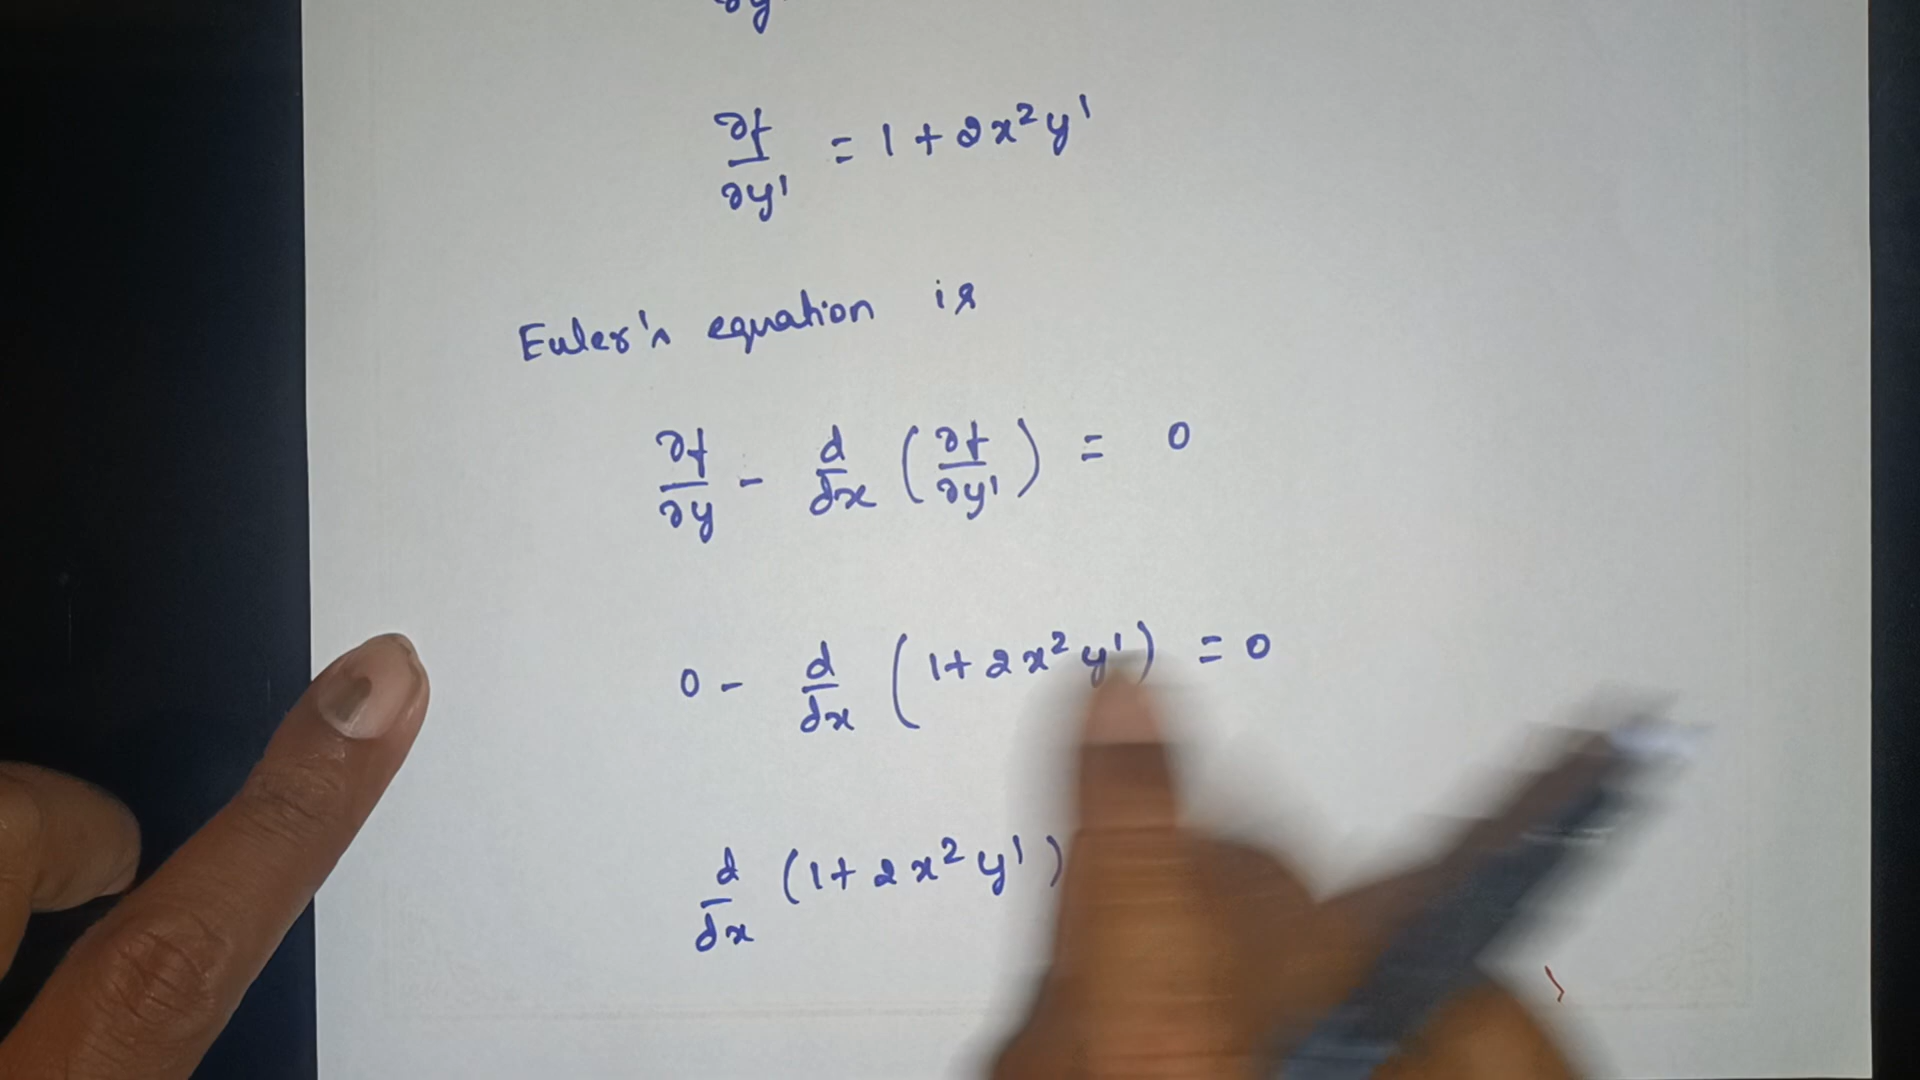 ∂y
∂f/∂y' = 1 + 2x²y'
Euler's equation is
∂f/∂y - d/dx (∂f/∂y') = 0
0 - d/dx (1 + 2x²y') = 0
d/dx (1 + 2x²y')